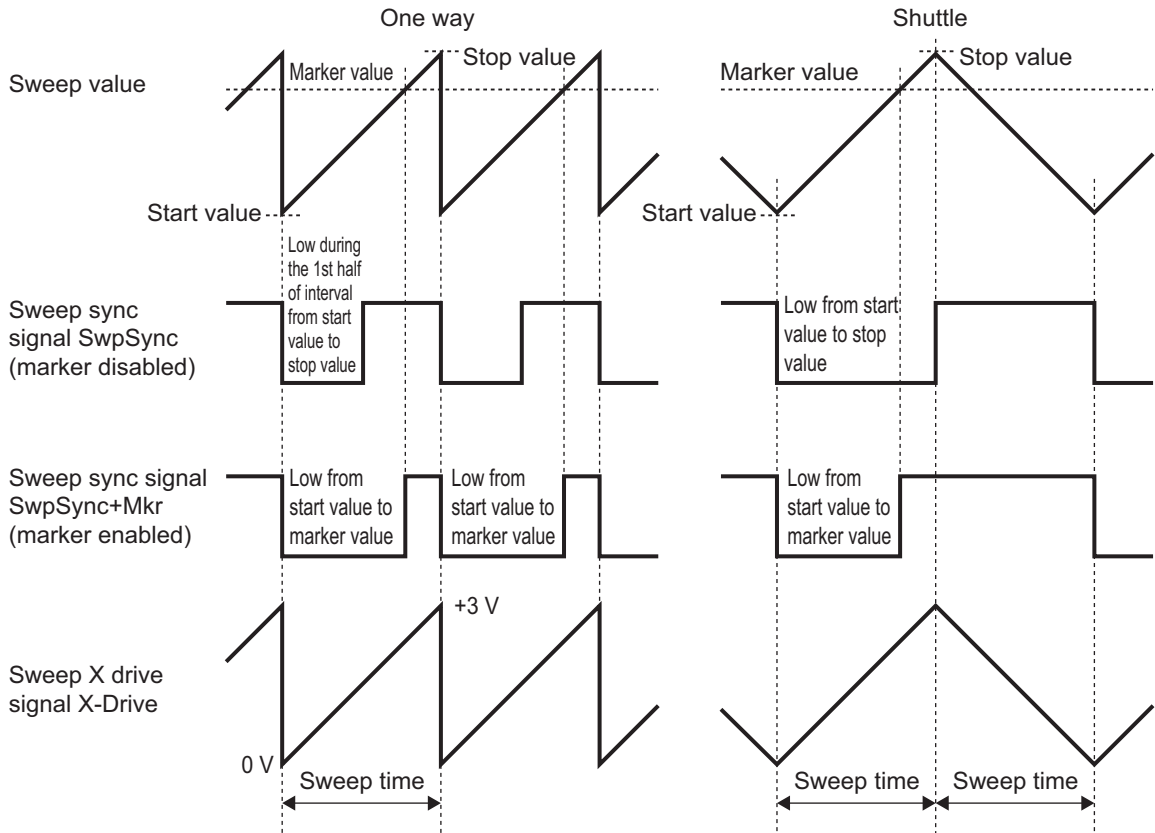 One way
Shuttle
Sweep value
Marker value
Stop value
Start value
Marker value
Stop value
Start value
Sweep sync
signal SwpSync
(marker disabled)
Low during
the 1st half
of interval
from start
value to
stop value
Low from start
value to stop
value
Sweep sync signal
SwpSync+Mkr
(marker enabled)
Low from
start value to
marker value
Low from
start value to
marker value
Low from
start value to
marker value
Sweep X drive
signal X-Drive
+3 V
0 V
Sweep time
Sweep time
Sweep time